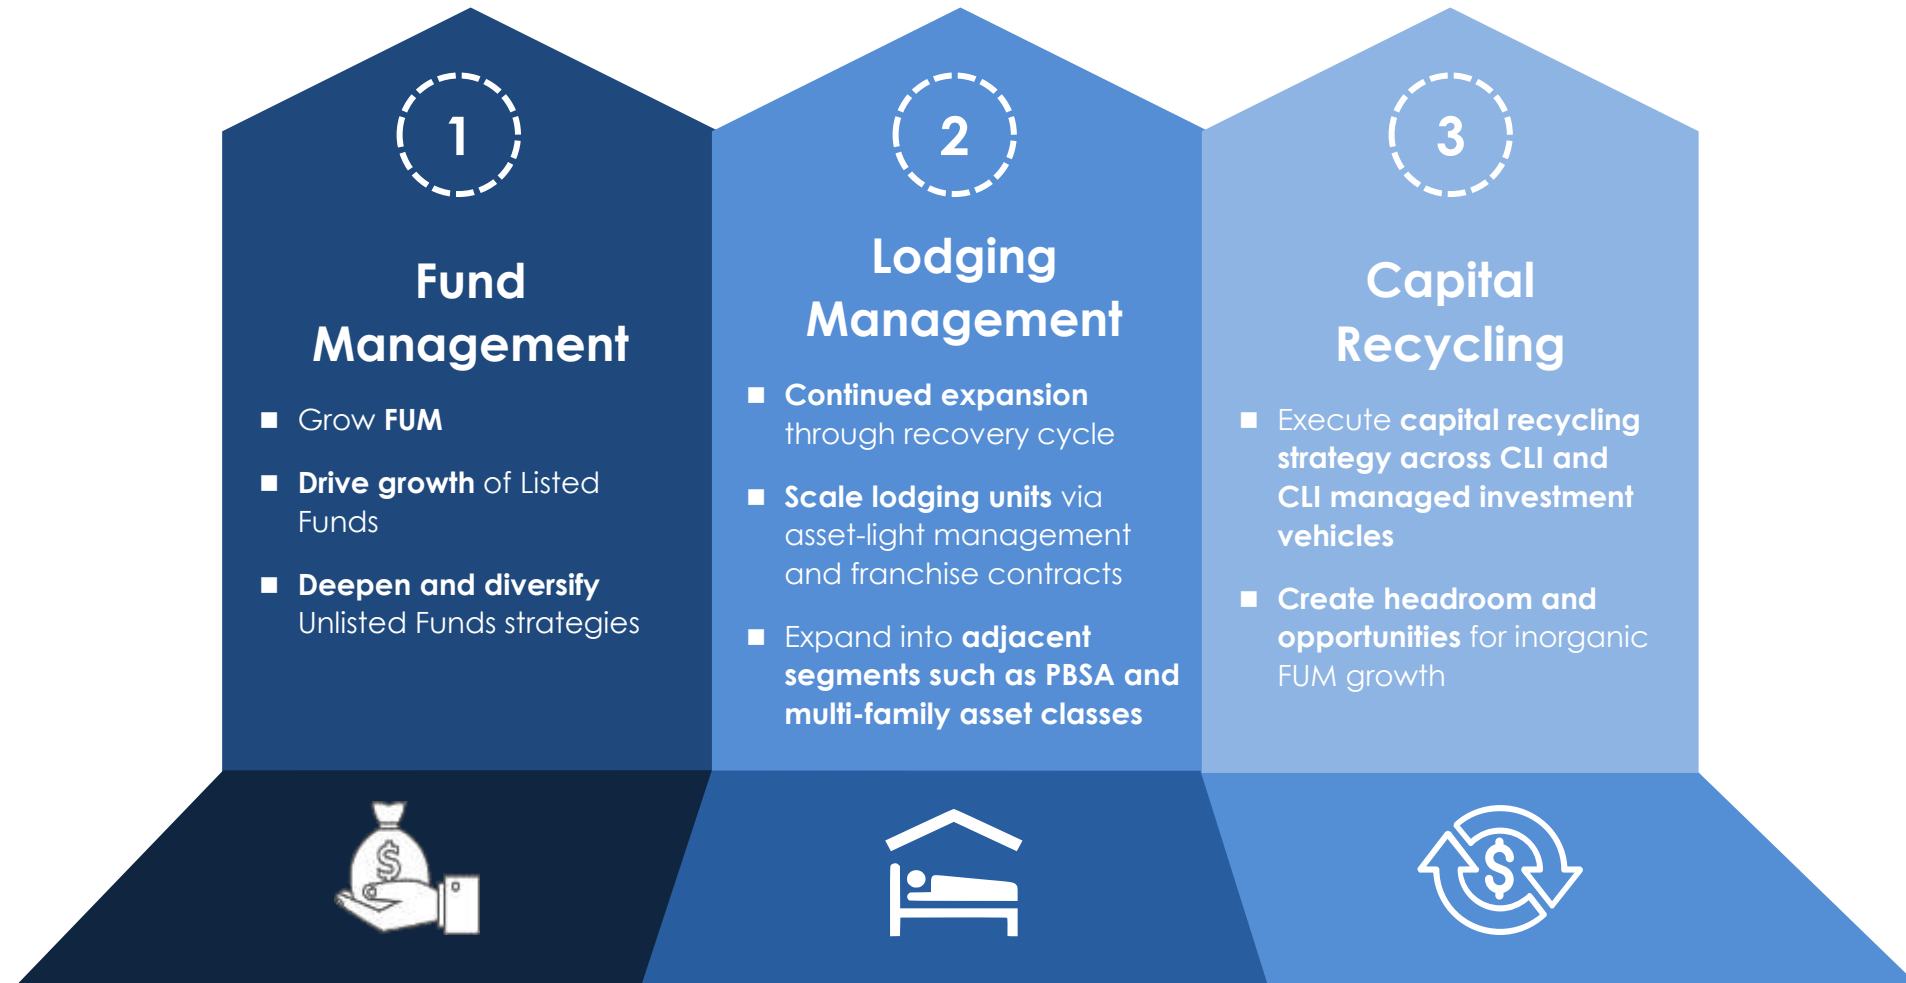 1
Fund
Management
■ Grow FUM
■ Drive growth of Listed
Funds
■ Deepen and diversify
Unlisted Funds strategies
$
2
Lodging
Management
■ Continued expansion
through recovery cycle
■ Scale lodging units via
asset-light management
and franchise contracts
■ Expand into adjacent
segments such as PBSA and
multi-family asset classes
3
Capital
Recycling
■ Execute capital recycling
strategy across CLI and
CLI managed investment
vehicles
■ Create headroom and
opportunities for inorganic
FUM growth
$